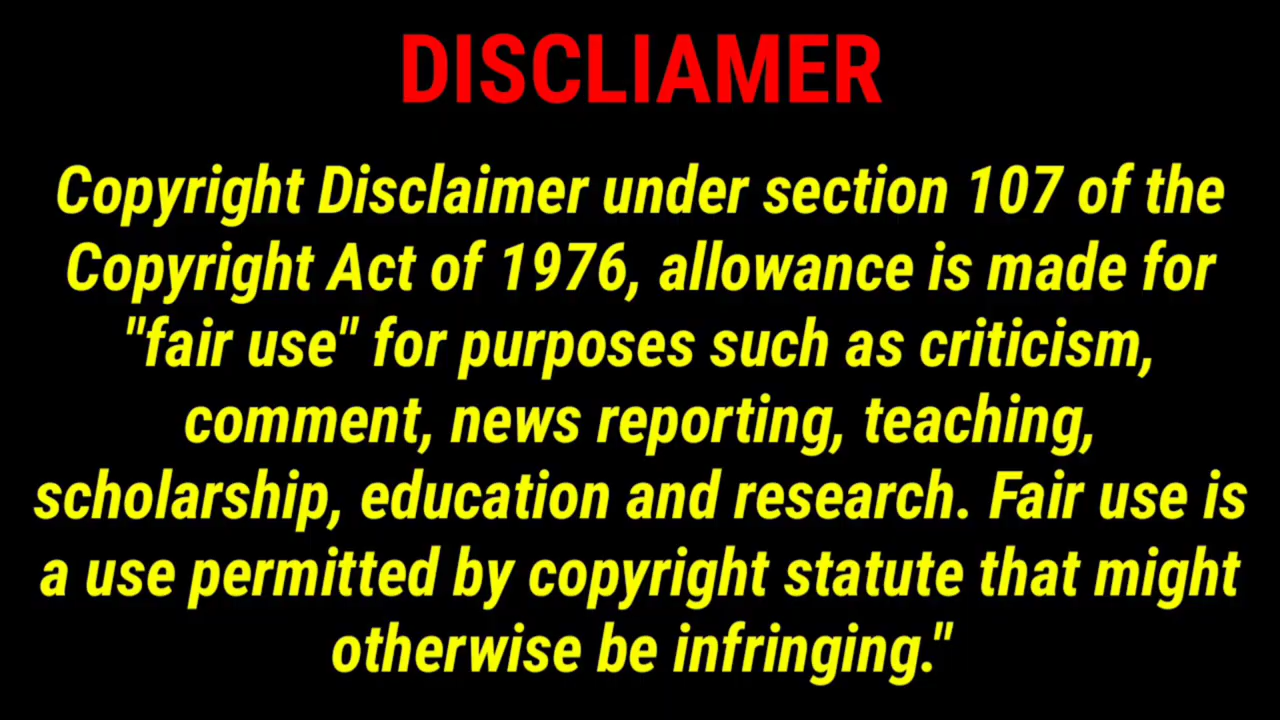 DISCLIAMER
Copyright Disclaimer under section 107 of the
Copyright Act of 1976, allowance is made for
"fair use" for purposes such as criticism,
comment, news reporting, teaching,
scholarship, education and research. Fair use is
a use permitted by copyright statute that might
otherwise be infringing."